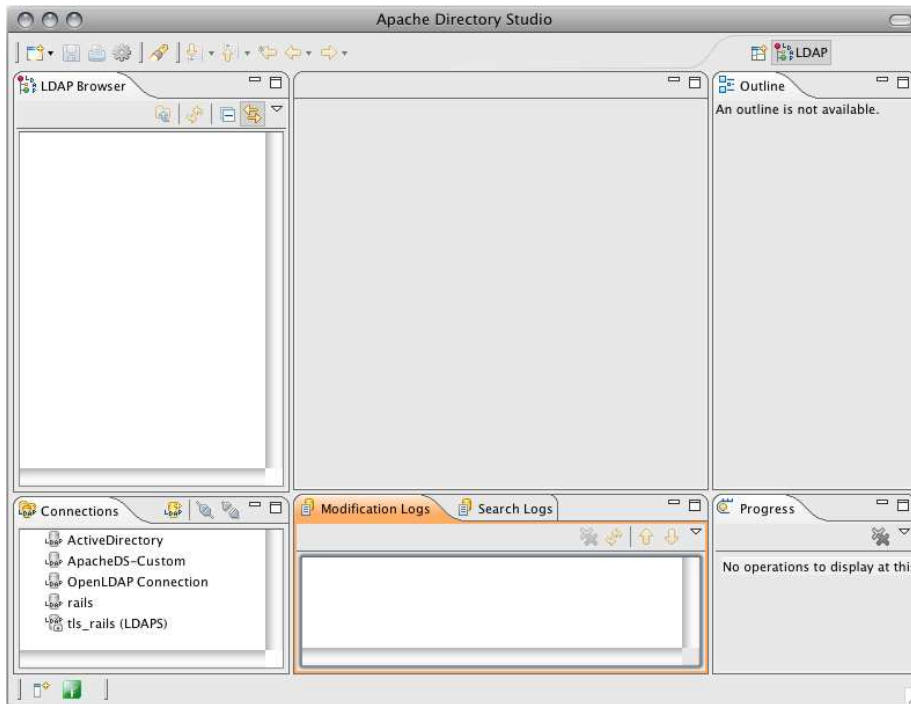 Apache Directory Studio
LDAP
LDAP Browser
Outline
An outline is not available.
Connections
ActiveDirectory
ApacheDS-Custom
OpenLDAP Connection
rails
tls_rails (LDAPS)
Modification Logs
Search Logs
Progress
No operations to display at this